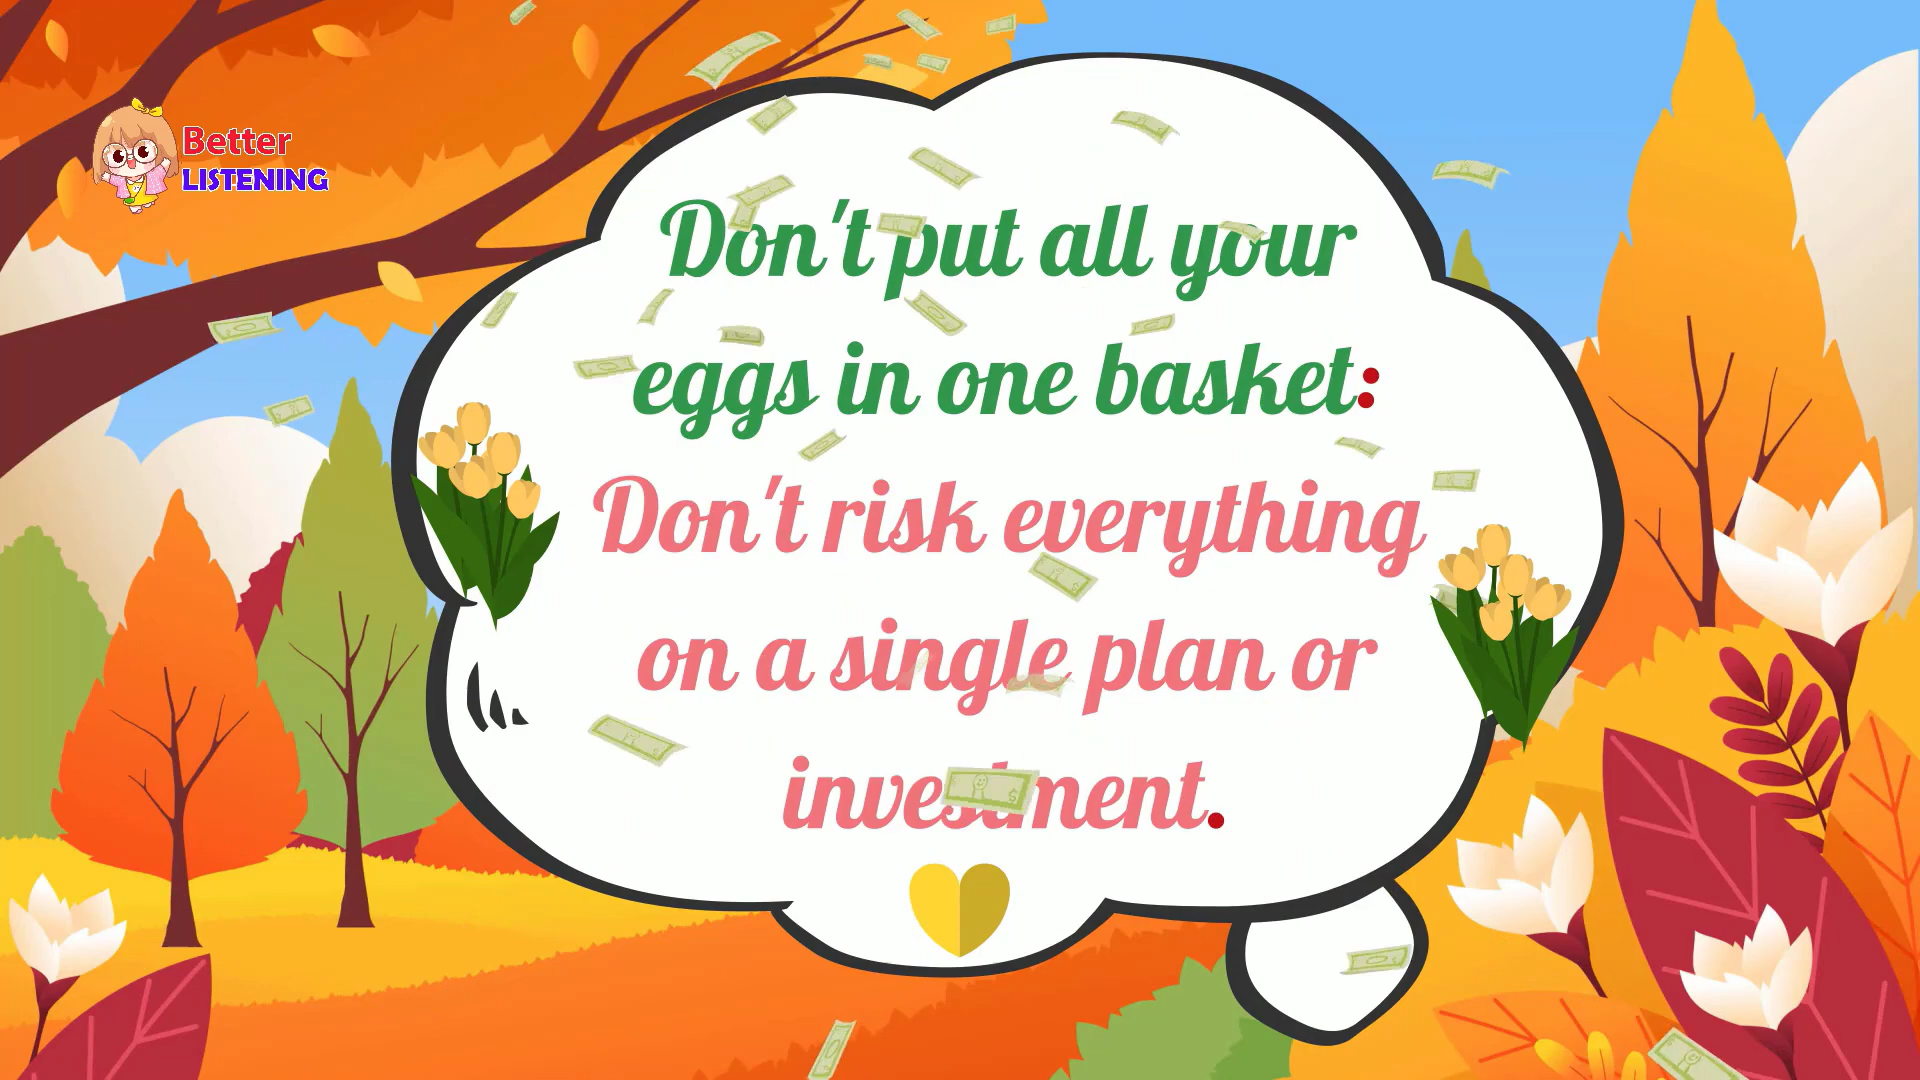 Better
LISTENING
Don't put all your
eggs in one basket:
Don't risk everything
on a single plan or
investment.